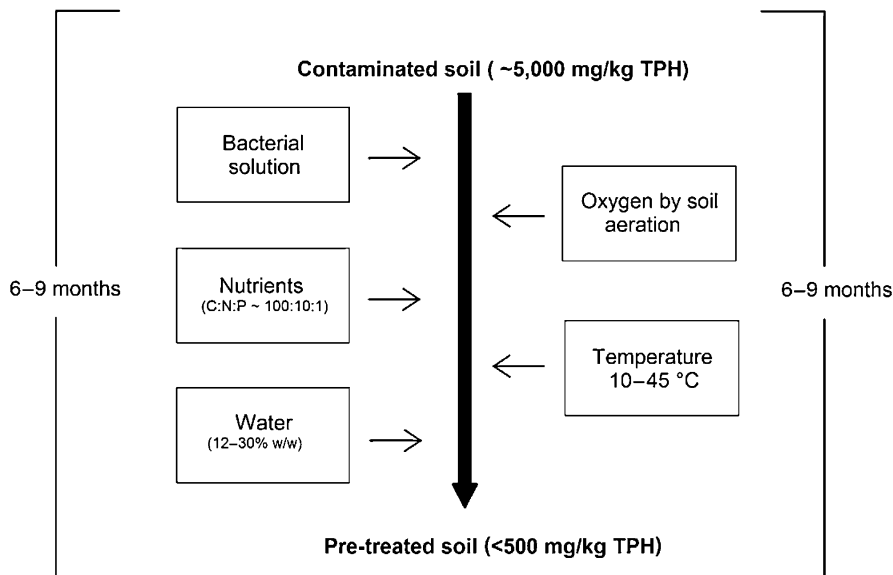 Contaminated soil ( ~5,000 mg/kg TPH)
Bacterial
solution
Oxygen by soil
aeration
6–9 months
Nutrients
(C:N:P ~ 100:10:1)
6–9 months
Temperature
10–45 °C
Water
(12–30% w/w)
Pre-treated soil (<500 mg/kg TPH)